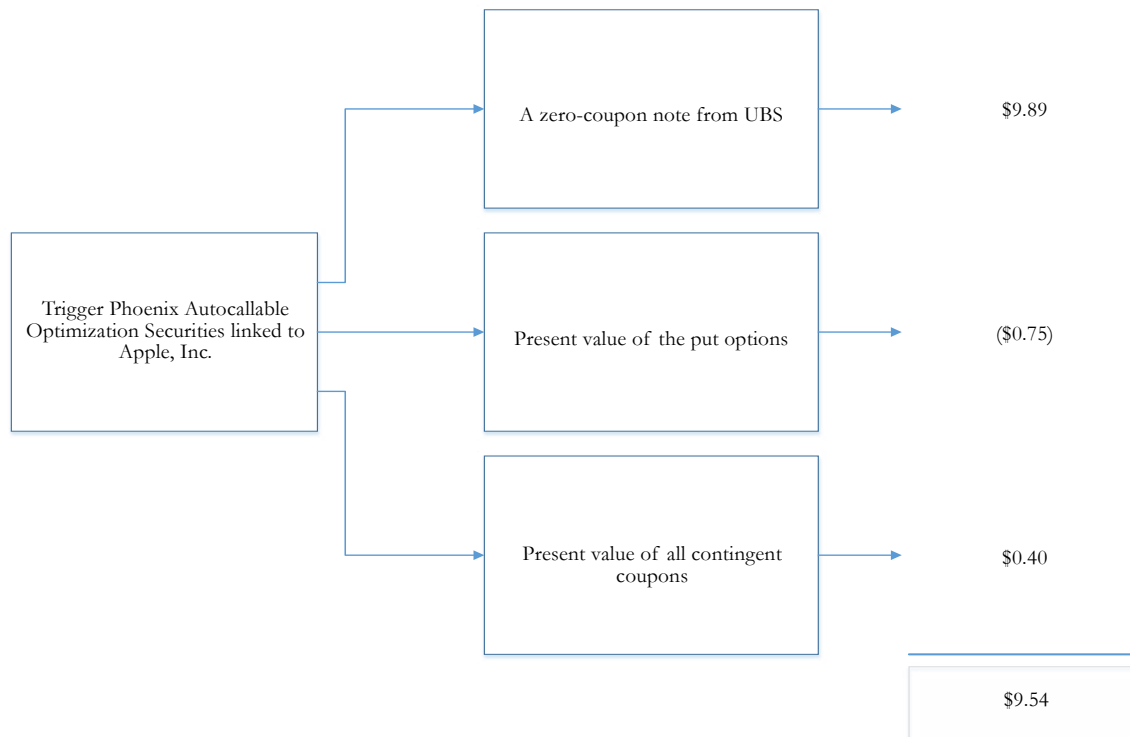 A zero-coupon note from UBS
$9.89
Trigger Phoenix Autocallable
Optimization Securities linked to
Apple, Inc.
Present value of the put options
($0.75)
Present value of all contingent
coupons
$0.40
$9.54